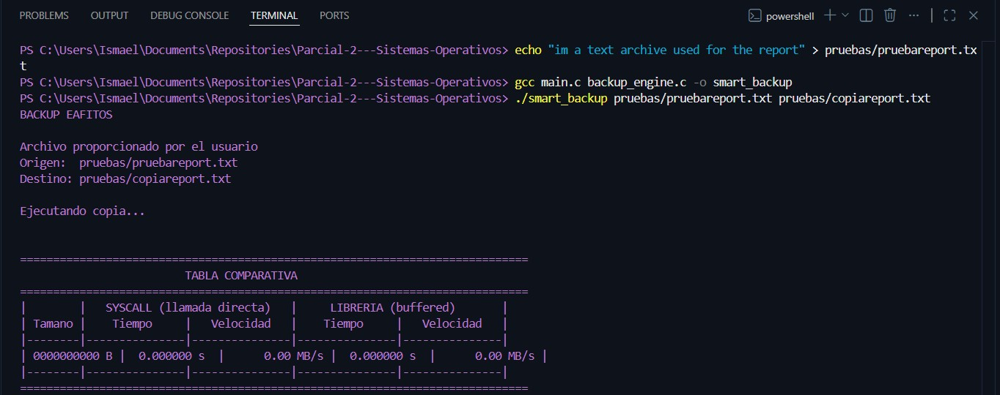 PROBLEMS OUTPUT DEBUG CONSOLE TERMINAL PORTS powershell
PS C:\Users\Ismael\Documents\Repositories\Parcial-2---Sistemas-Operativos> echo "im a text archive used for the report" > pruebas/pruebareport.tx
t
PS C:\Users\Ismael\Documents\Repositories\Parcial-2---Sistemas-Operativos> gcc main.c backup_engine.c -o smart_backup
PS C:\Users\Ismael\Documents\Repositories\Parcial-2---Sistemas-Operativos> ./smart_backup pruebas/pruebareport.txt pruebas/copiareport.txt
BACKUP EAFITOS
Archivo proporcionado por el usuario
Origen:  pruebas/pruebareport.txt
Destino: pruebas/copiareport.txt
Ejecutando copia...
=============================================================================
                         TABLA COMPARATIVA
=============================================================================
|        |   SYSCALL (llamada directa)   |     LIBRERIA (buffered)       |
| Tamano |    Tiempo     |   Velocidad   |    Tiempo     |   Velocidad   |
|--------|---------------|---------------|---------------|---------------|
| 0000000000 B |  0.000000 s  |      0.00 MB/s |  0.000000 s  |      0.00 MB/s |
|--------|---------------|---------------|---------------|---------------|
=============================================================================